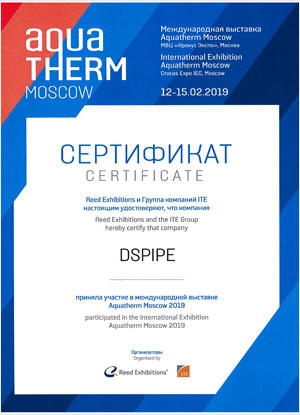 aqua
THERM
MOSCOW
Международная выставка
Aquatherm Moscow
МВЦ «Крокус Экспо», Москва
International Exhibition
Aquatherm Moscow
Crocus Expo IEC, Moscow
12-15.02.2019
СЕРТИФИКАТ
CERTIFICATE
Reed Exhibitions и Группа компаний ITE
настоящим удостоверяют, что компания
Reed Exhibitions and the ITE Group
hereby certify that company
DSPIPE
приняла участие в международной выставке
Aquatherm Moscow 2019
participated in the International Exhibition
Aquatherm Moscow 2019
Организаторы
Organised by
Reed Exhibitions®
ITE